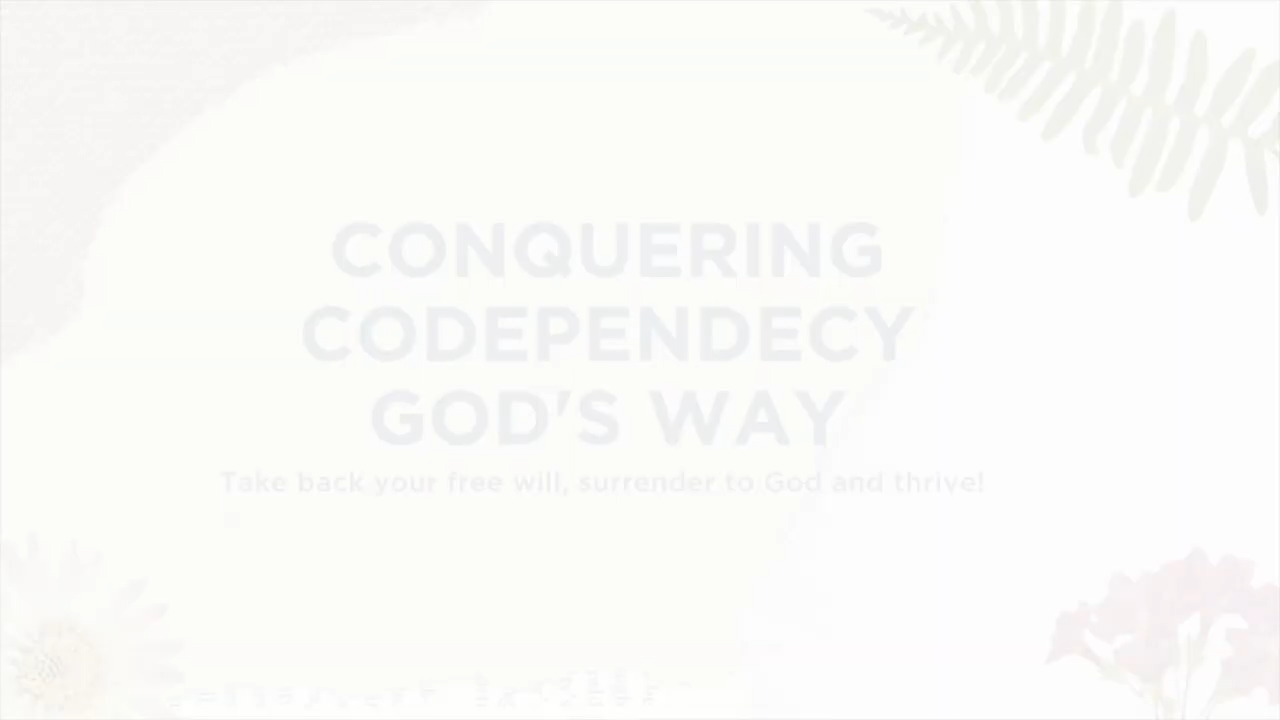 CONQUERING
CODEPENDECY
GOD'S WAY
Take back your free will, surrender to God and thrive!